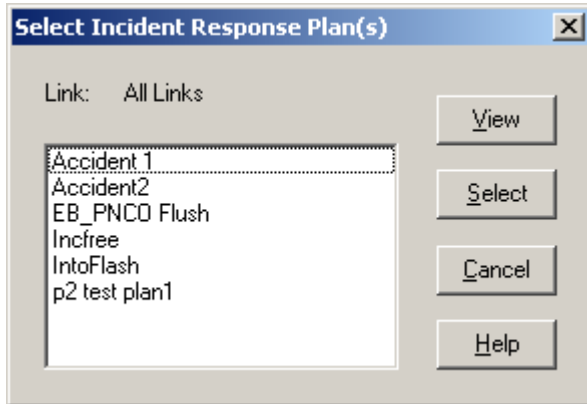 Select Incident Response Plan(s)
Link: All Links
View
Accident 1
Accident2
EB_PNCO Flush
Incfree
IntoFlash
p2 test plan1
Select
Cancel
Help